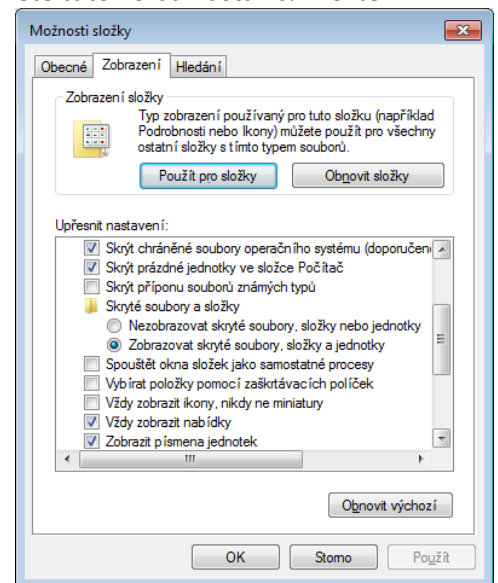 Možnosti složky
Obecné Zobrazení Hledání
Zobrazení složky
Typ zobrazení používaný pro tuto složku (například
Podrobnosti nebo Ikony) můžete použít pro všechny
ostatní složky s tímto typem souborů.
Použít pro složky Obnovit složky
Upřesnit nastavení:
Skrýt chráněné soubory operačního systému (doporučen
Skrýt prázdné jednotky ve složce Počítač
Skrýt příponu souborů známých typů
Skryté soubory a složky
Nezobrazovat skryté soubory, složky nebo jednotky
Zobrazovat skryté soubory, složky a jednotky
Spouštět okna složek jako samostatné procesy
Vybírat položky pomocí zaškrtávacích políček
Vždy zobrazit ikony, nikdy ne miniatury
Vždy zobrazit nabídky
Zobrazit písmena jednotek
Obnovit výchozí
OK Storno Použít